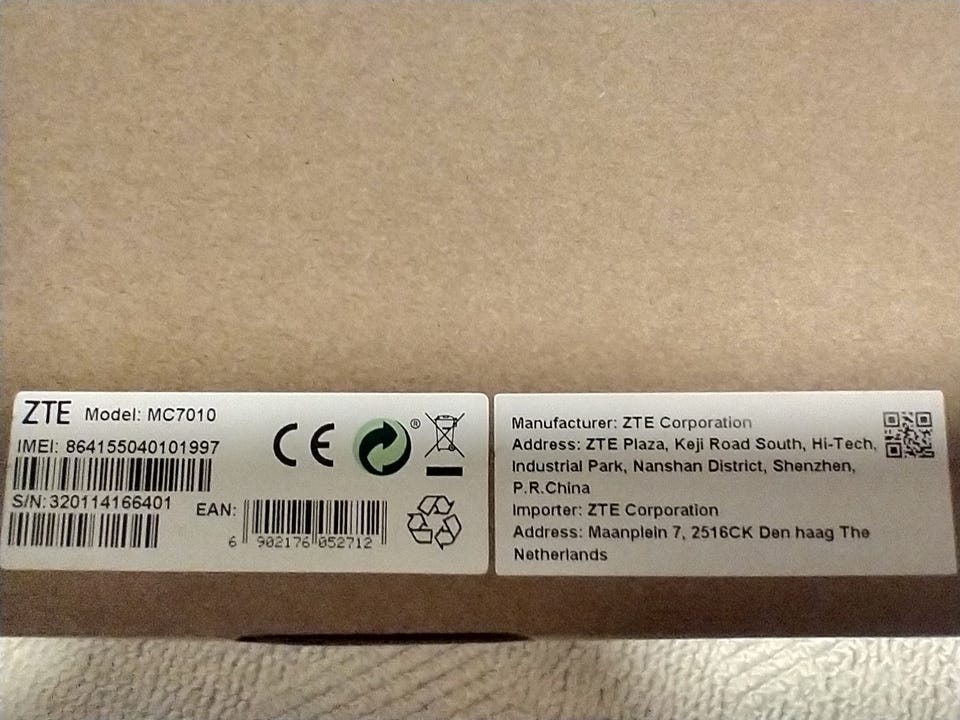 ZTE Model: MC7010
IMEI: 864155040101997
S/N: 320114166401
EAN:
6 902176 052712
CE
®
Manufacturer: ZTE Corporation
Address: ZTE Plaza, Keji Road South, Hi-Tech,
Industrial Park, Nanshan District, Shenzhen,
P.R.China
Importer: ZTE Corporation
Address: Maanplein 7, 2516CK Den haag The
Netherlands